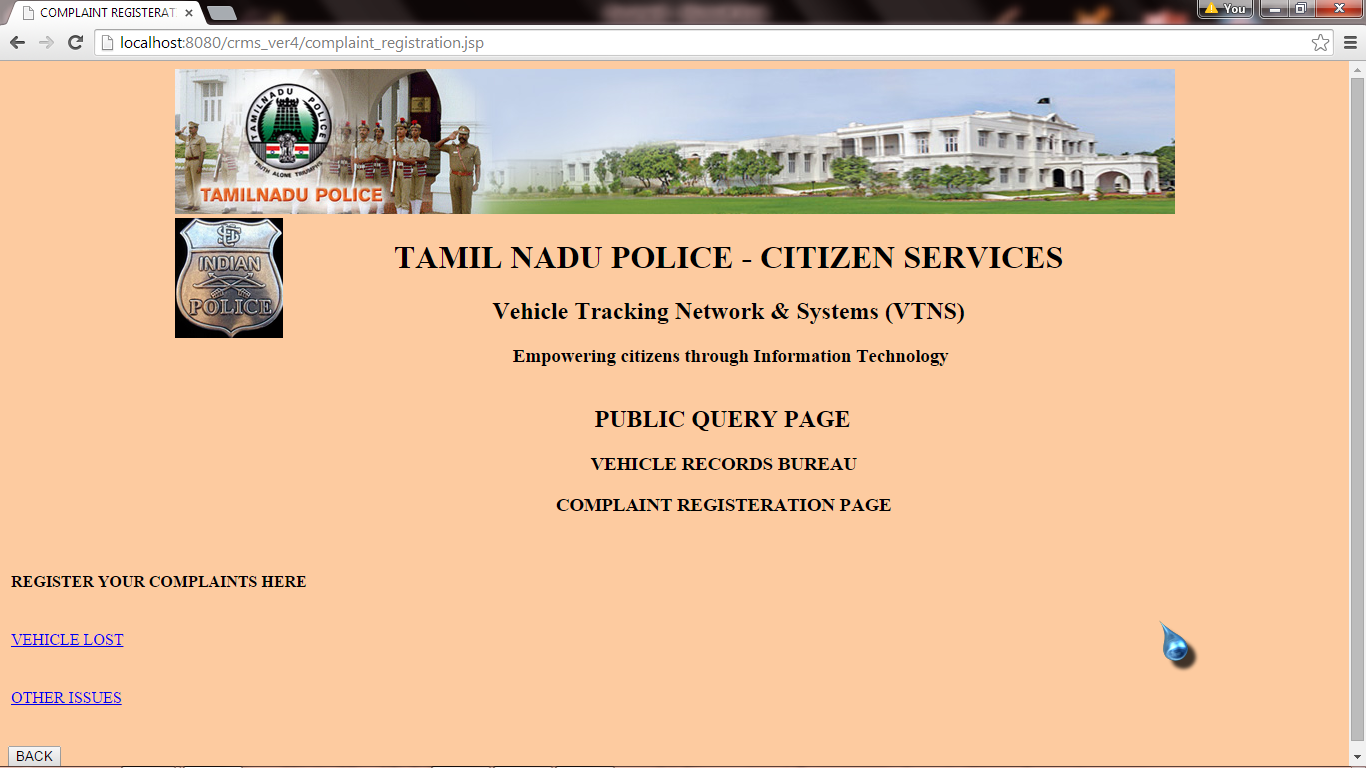 COMPLAINT REGISTERAT
You
localhost:8080/crms_ver4/complaint_registration.jsp
TAMILNADU POLICE
TRUTH ALONE TRIUMPHS
TAMILNADU POLICE
INDIAN
POLICE
TAMIL NADU POLICE - CITIZEN SERVICES
Vehicle Tracking Network & Systems (VTNS)
Empowering citizens through Information Technology
PUBLIC QUERY PAGE
VEHICLE RECORDS BUREAU
COMPLAINT REGISTERATION PAGE
REGISTER YOUR COMPLAINTS HERE
VEHICLE LOST
OTHER ISSUES
BACK